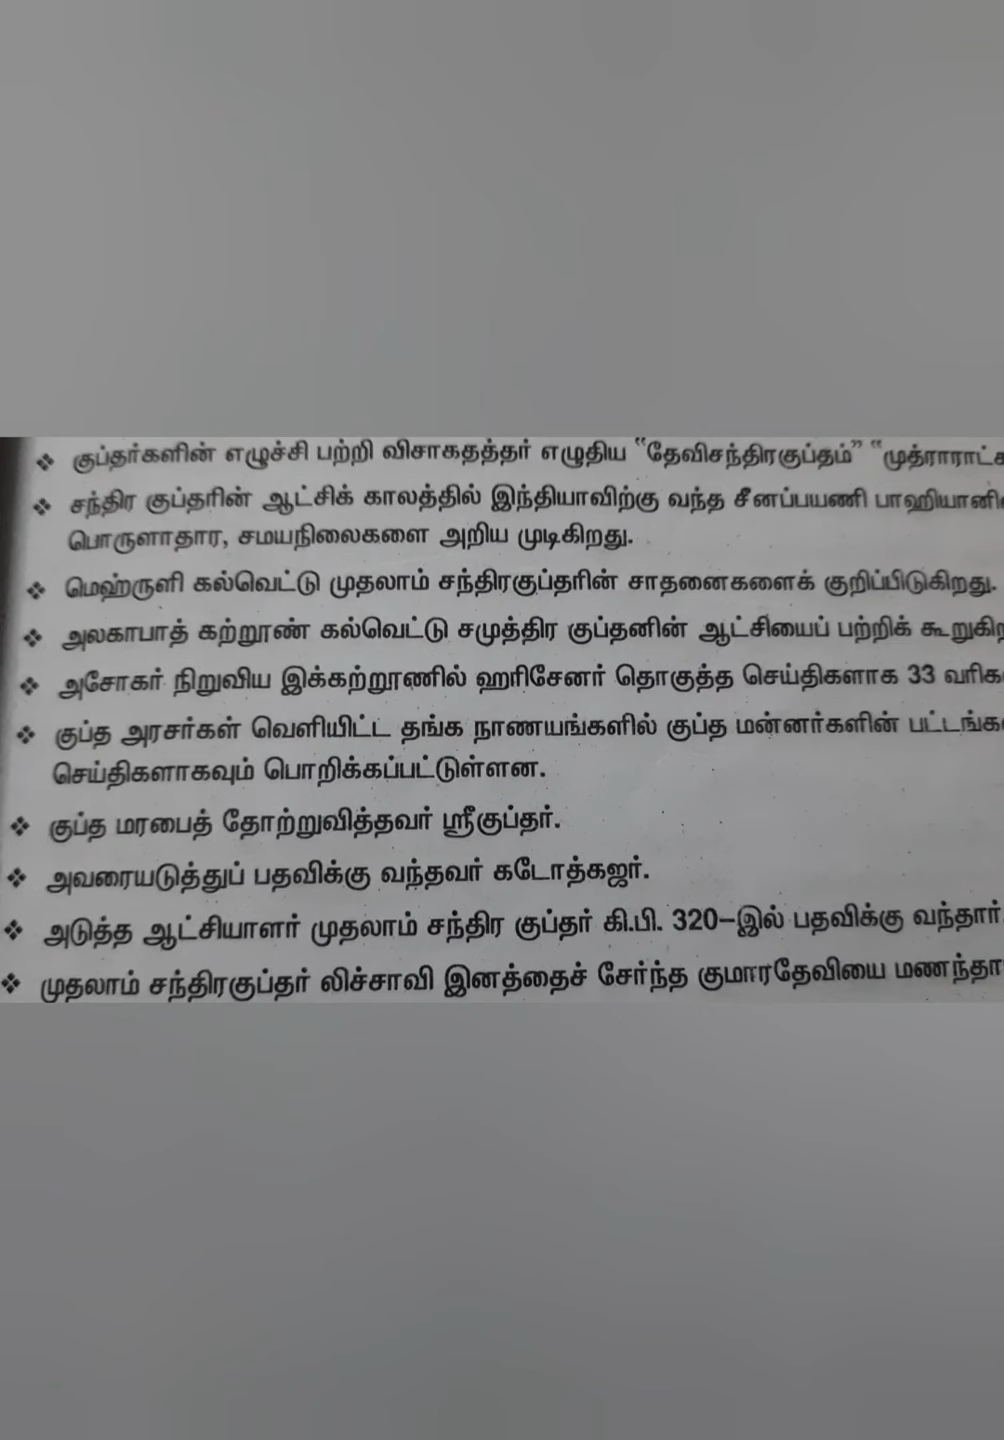 ❖ குப்தர்களின் எழுச்சி பற்றி விசாகதத்தர் எழுதிய "தேவிசந்திரகுப்தம்"
❖ சந்திர குப்தரின் ஆட்சிக் காலத்தில் இந்தியாவிற்கு வந்த சீனப்பயணி
பொருளாதார, சமயநிலைகளை அறிய முடிகிறது.
❖ மெஹ்ருளி கல்வெட்டு முதலாம் சந்திரகுப்தரின் சாதனைகளைக் குறிப்பிடுகிறது.
❖ அலகாபாத் கற்றூண் கல்வெட்டு சமுத்திர குப்தனின் ஆட்சியைப் பற்றிக்
❖ அசோகர் நிறுவிய இக்கற்றூணில் ஹரிசேனர் தொகுத்த செய்திகளாக 33
❖ குப்த அரசர்கள் வெளியிட்ட தங்க நாணயங்களில் குப்த மன்னர்களின்
செய்திகளாகவும் பொறிக்கப்பட்டுள்ளன.
❖ குப்த மரபைத் தோற்றுவித்தவர் ஸ்ரீகுப்தர்.
❖ அவரையடுத்துப் பதவிக்கு வந்தவர் கடோத்கஜர்.
❖ அடுத்த ஆட்சியாளர் முதலாம் சந்திர குப்தர் கி.பி. 320-இல் பதவிக்கு வந்தார்
❖ முதலாம் சந்திரகுப்தர் லிச்சாவி இனத்தைச் சேர்ந்த குமாரதேவியை